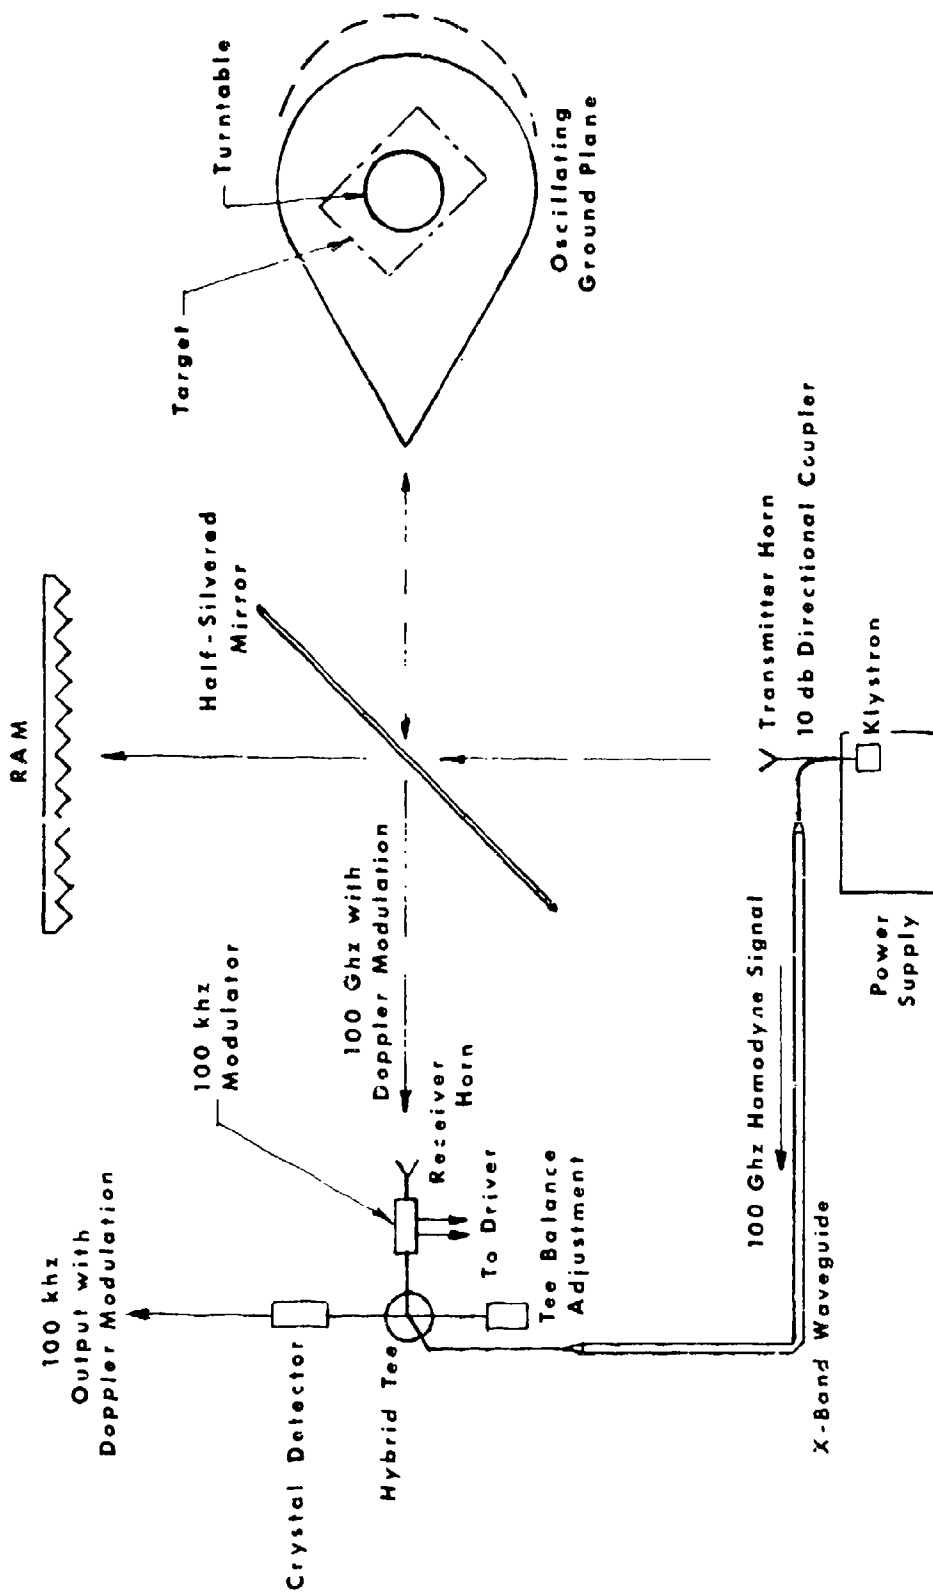 RAM
Turntable
Target
Half-Silvered
Mirror
Oscillating
Ground Plane
100 khz
Modulator
100 Ghz with
Doppler Modulation
100 khz
Output with
Doppler Modulation
Receiver
Horn
Crystal Detector
Hybrid Tee
To Driver
Tee Balance
Adjustment
Transmitter Horn
10 db Directional Coupler
Klystron
100 Ghz Hamodyne Signal
Power
Supply
X-Band Waveguide